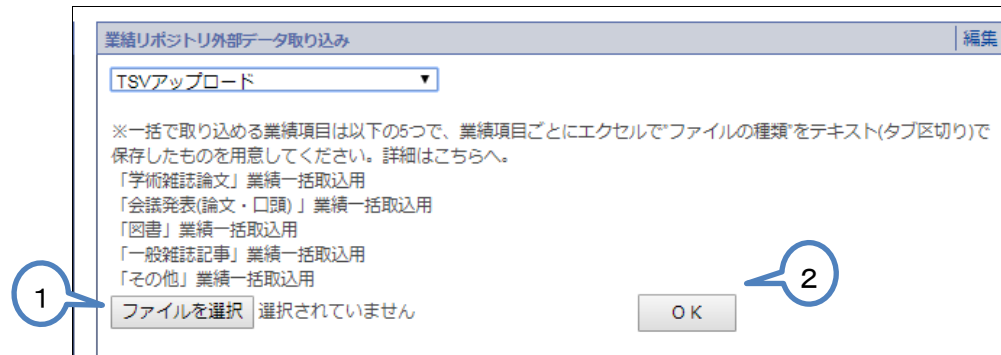 業績リポジトリ外部データ取り込み
編集
TSVアップロード
※一括で取り込める業績項目は以下の5つで、業績項目ごとにエクセルで"ファイルの種類"をテキスト(タブ区切り)で
保存したものを用意してください。詳細はこちらへ。
「学術雑誌論文」業績一括取込用
「会議発表(論文・口頭) 」業績一括取込用
「図書」業績一括取込用
「一般雑誌記事」業績一括取込用
「その他」業績一括取込用
1
ファイルを選択 選択されていません
OK
2